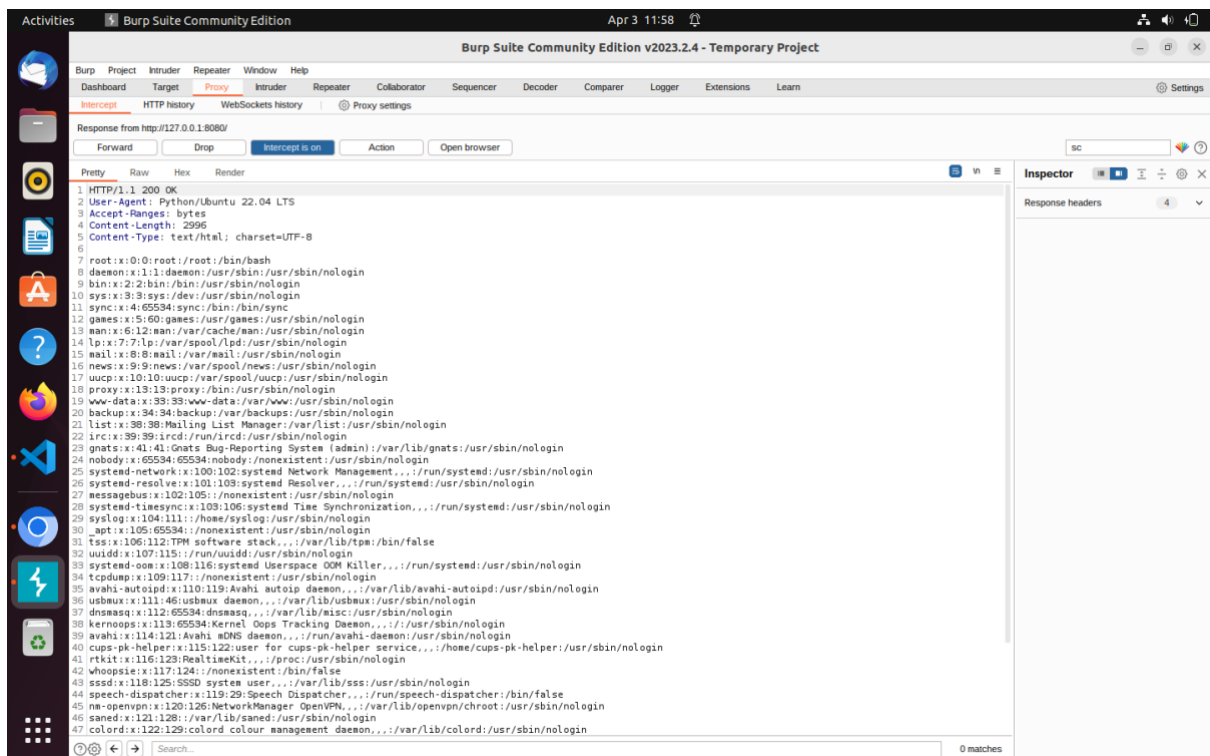 Activities Burp Suite Community Edition Apr 3 11:58
Burp Suite Community Edition v2023.2.4 - Temporary Project
Burp Project Intruder Repeater Window Help
Dashboard Target Proxy Intruder Repeater Collaborator Sequencer Decoder Comparer Logger Extensions Learn Settings
Intercept HTTP history WebSockets history Proxy settings
Response from http://127.0.0.1:8080/
Forward Drop Intercept is on Action Open browser sc
Pretty Raw Hex Render \n Inspector
Response headers 4
1 HTTP/1.1 200 OK
2 User-Agent: Python/Ubuntu 22.04 LTS
3 Accept-Ranges: bytes
4 Content-Length: 2996
5 Content-Type: text/html; charset=UTF-8
6
7 root:x:0:0:root:/root:/bin/bash
8 daemon:x:1:1:daemon:/usr/sbin:/usr/sbin/nologin
9 bin:x:2:2:bin:/bin:/usr/sbin/nologin
10 sys:x:3:3:sys:/dev:/usr/sbin/nologin
11 sync:x:4:65534:sync:/bin:/bin/sync
12 games:x:5:60:games:/usr/games:/usr/sbin/nologin
13 man:x:6:12:man:/var/cache/man:/usr/sbin/nologin
14 lp:x:7:7:lp:/var/spool/lpd:/usr/sbin/nologin
15 mail:x:8:8:mail:/var/mail:/usr/sbin/nologin
16 news:x:9:9:news:/var/spool/news:/usr/sbin/nologin
17 uucp:x:10:10:uucp:/var/spool/uucp:/usr/sbin/nologin
18 proxy:x:13:13:proxy:/bin:/usr/sbin/nologin
19 www-data:x:33:33:www-data:/var/www:/usr/sbin/nologin
20 backup:x:34:34:backup:/var/backups:/usr/sbin/nologin
21 list:x:38:38:Mailing List Manager:/var/list:/usr/sbin/nologin
22 irc:x:39:39:ircd:/run/ircd:/usr/sbin/nologin
23 gnats:x:41:41:Gnats Bug-Reporting System (admin):/var/lib/gnats:/usr/sbin/nologin
24 nobody:x:65534:65534:nobody:/nonexistent:/usr/sbin/nologin
25 systemd-network:x:100:102:systemd Network Management,,,:/run/systemd:/usr/sbin/nologin
26 systemd-resolve:x:101:103:systemd Resolver,,,:/run/systemd:/usr/sbin/nologin
27 messagebus:x:102:105::/nonexistent:/usr/sbin/nologin
28 systemd-timesync:x:103:106:systemd Time Synchronization,,,:/run/systemd:/usr/sbin/nologin
29 syslog:x:104:111::/home/syslog:/usr/sbin/nologin
30 _apt:x:105:65534::/nonexistent:/usr/sbin/nologin
31 tss:x:106:112:TPM software stack,,,:/var/lib/tpm:/bin/false
32 uuidd:x:107:115::/run/uuidd:/usr/sbin/nologin
33 systemd-oom:x:108:116:systemd Userspace OOM Killer,,,:/run/systemd:/usr/sbin/nologin
34 tcpdump:x:109:117::/nonexistent:/usr/sbin/nologin
35 avahi-autoipd:x:110:119:Avahi autoip daemon,,,:/var/lib/avahi-autoipd:/usr/sbin/nologin
36 usbmux:x:111:46:usbmux daemon,,,:/var/lib/usbmux:/usr/sbin/nologin
37 dnsmasq:x:112:65534:dnsmasq,,,:/var/lib/misc:/usr/sbin/nologin
38 kernoops:x:113:65534:Kernel Oops Tracking Daemon,,,:/:/usr/sbin/nologin
39 avahi:x:114:121:Avahi mDNS daemon,,,:/run/avahi-daemon:/usr/sbin/nologin
40 cups-pk-helper:x:115:122:user for cups-pk-helper service,,,:/home/cups-pk-helper:/usr/sbin/nologin
41 rtkit:x:116:123:RealtimeKit,,,:/proc:/usr/sbin/nologin
42 whoopsie:x:117:124::/nonexistent:/bin/false
43 sssd:x:118:125:SSSD system user,,,:/var/lib/sss:/usr/sbin/nologin
44 speech-dispatcher:x:119:29:Speech Dispatcher,,,:/run/speech-dispatcher:/bin/false
45 nm-openvpn:x:120:126:NetworkManager OpenVPN,,,:/var/lib/openvpn/chroot:/usr/sbin/nologin
46 saned:x:121:128::/var/lib/saned:/usr/sbin/nologin
47 colord:x:122:129:colord colour management daemon,,,:/var/lib/colord:/usr/sbin/nologin
Search... 0 matches